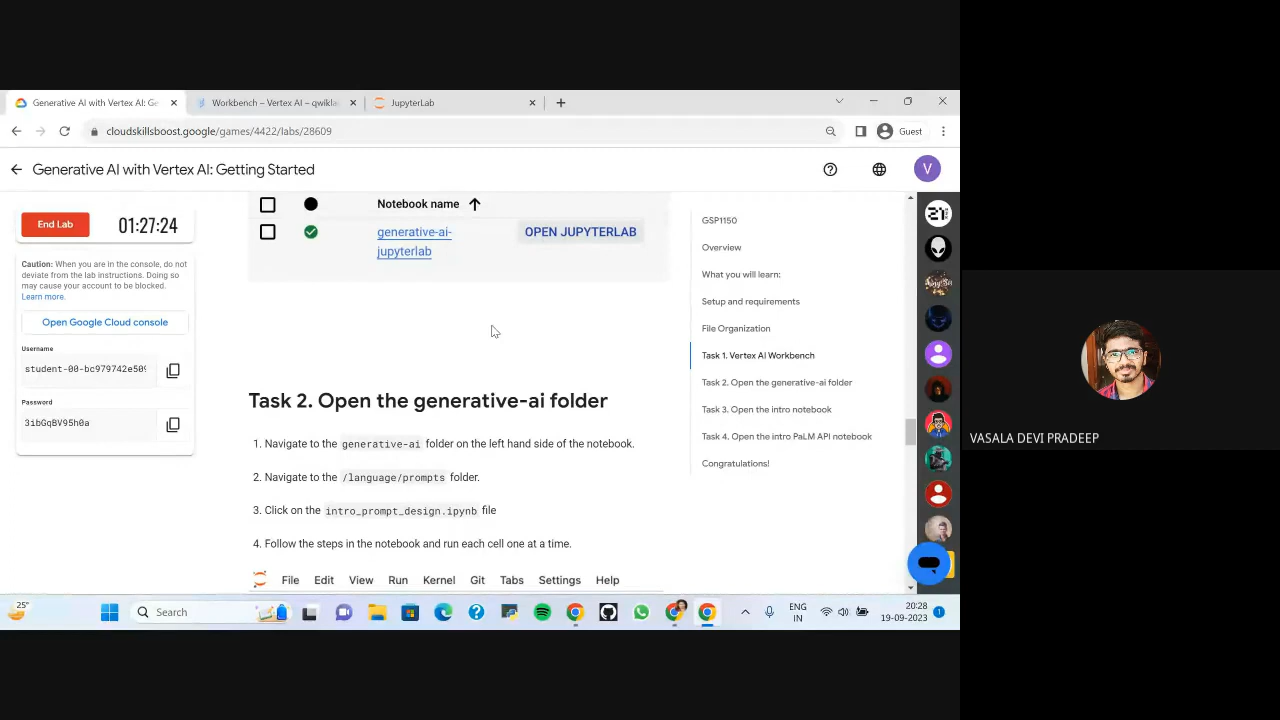 Generative AI with Vertex AI: Ge
Workbench – Vertex AI – qwikla
JupyterLab
cloudskillsboost.google/games/4422/labs/28609
Guest
Generative AI with Vertex AI: Getting Started
V
End Lab
01:27:24
Caution: When you are in the console, do not
deviate from the lab instructions. Doing so
may cause your account to be blocked.
Learn more.
Open Google Cloud console
Username
student-00-bc979742e509
Password
3ibGqBV95h0a
Notebook name
generative-ai-
jupyterlab
OPEN JUPYTERLAB
Task 2. Open the generative-ai folder
1. Navigate to the generative-ai folder on the left hand side of the notebook.
2. Navigate to the /language/prompts folder.
3. Click on the intro_prompt_design.ipynb file
4. Follow the steps in the notebook and run each cell one at a time.
File Edit View Run Kernel Git Tabs Settings Help
GSP1150
Overview
What you will learn:
Setup and requirements
File Organization
Task 1. Vertex AI Workbench
Task 2. Open the generative-ai folder
Task 3. Open the intro notebook
Task 4. Open the intro PaLM API notebook
Congratulations!
21
25°
Search
ENG
IN
20:28
19-09-2023
1
VASALA DEVI PRADEEP